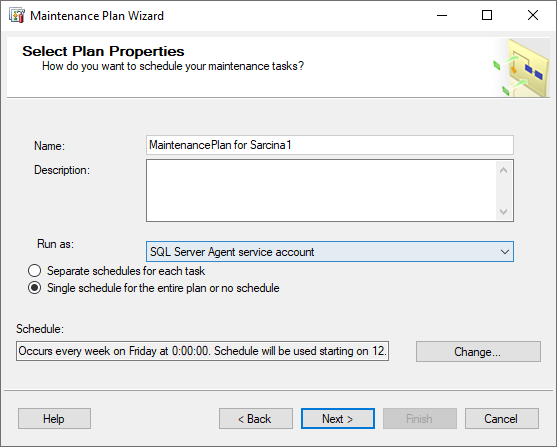 Maintenance Plan Wizard
Select Plan Properties
How do you want to schedule your maintenance tasks?
Name:
MaintenancePlan for Sarcina1
Description:
Run as:
SQL Server Agent service account
Separate schedules for each task
Single schedule for the entire plan or no schedule
Schedule:
Occurs every week on Friday at 0:00:00. Schedule will be used starting on 12.
Change...
Help
< Back
Next >
Finish
Cancel